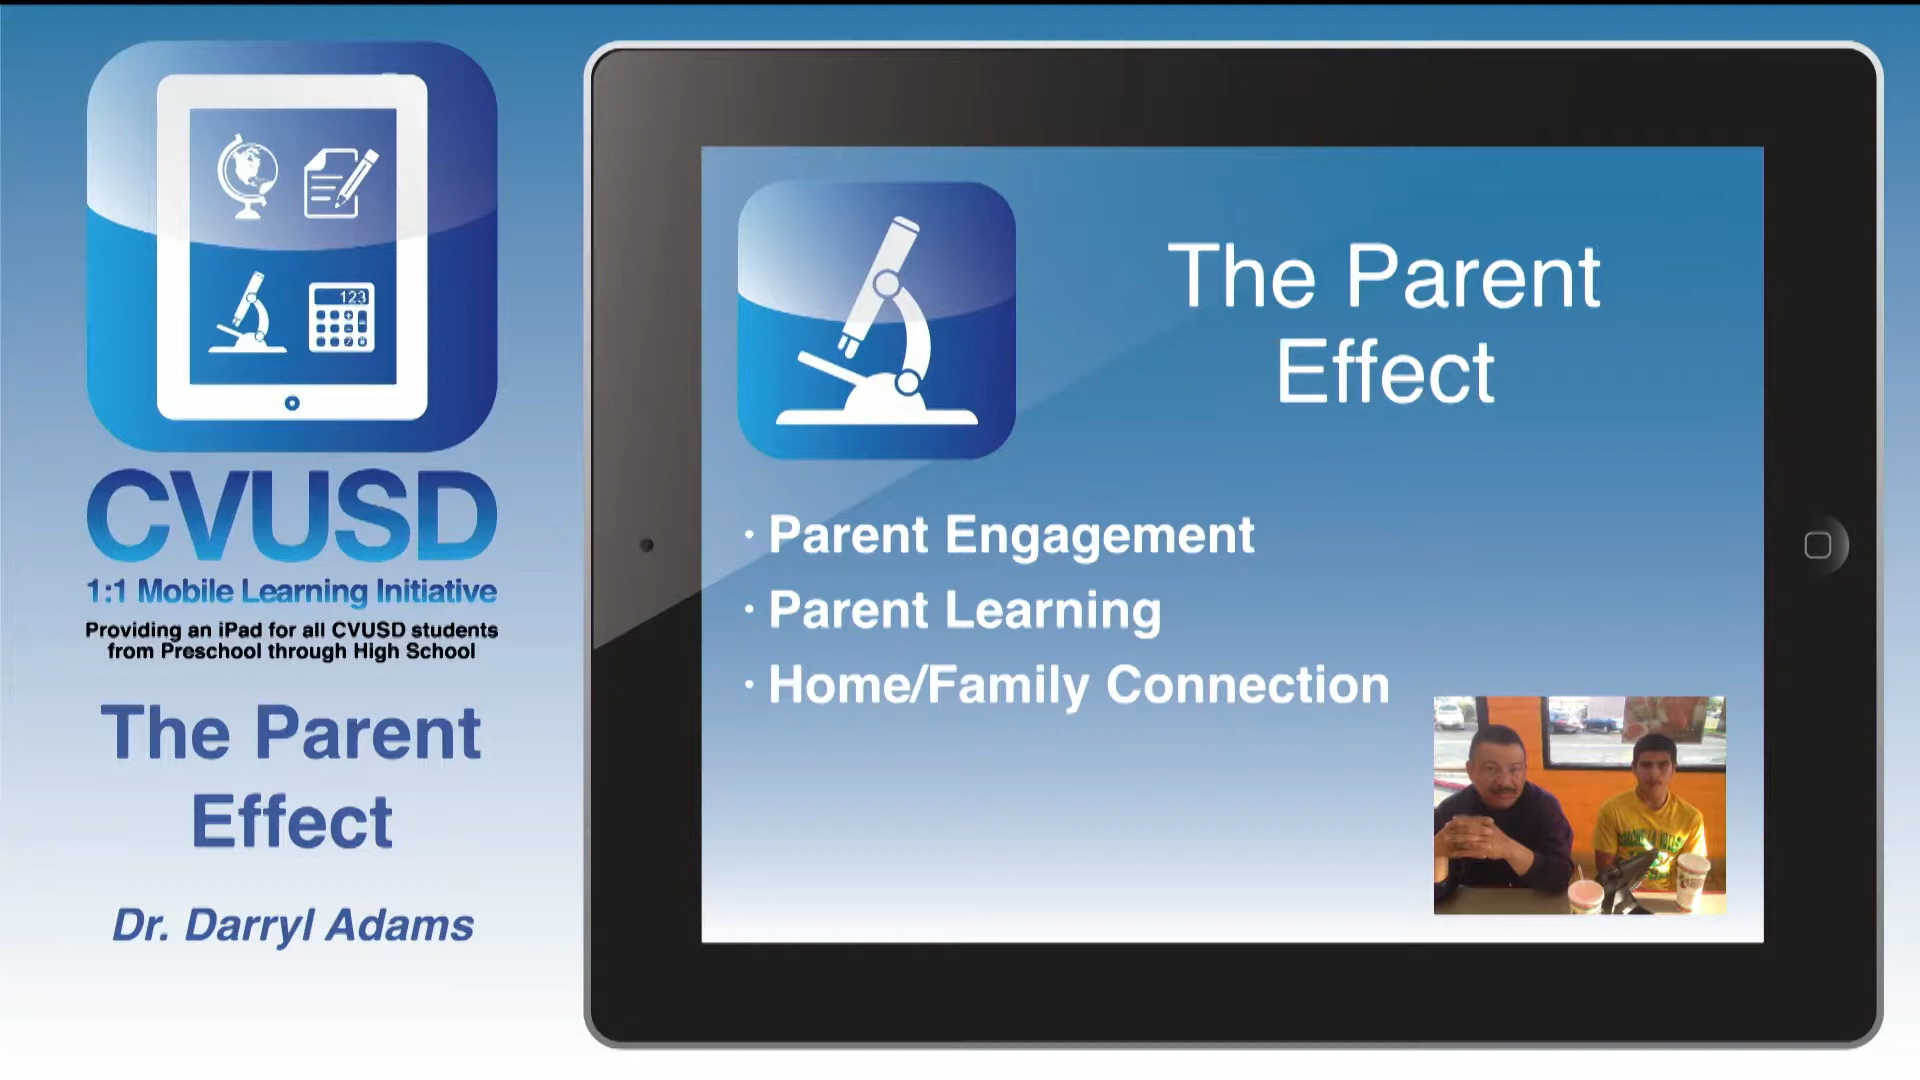 123
CVUSD
1:1 Mobile Learning Initiative
Providing an iPad for all CVUSD students
from Preschool through High School
The Parent
Effect
Dr. Darryl Adams
The Parent
Effect
· Parent Engagement
· Parent Learning
· Home/Family Connection